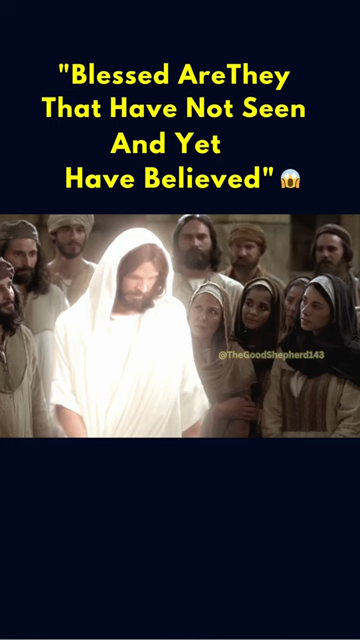 "Blessed AreThey
That Have Not Seen
And Yet
Have Believed" 😱
@TheGoodShepherd143